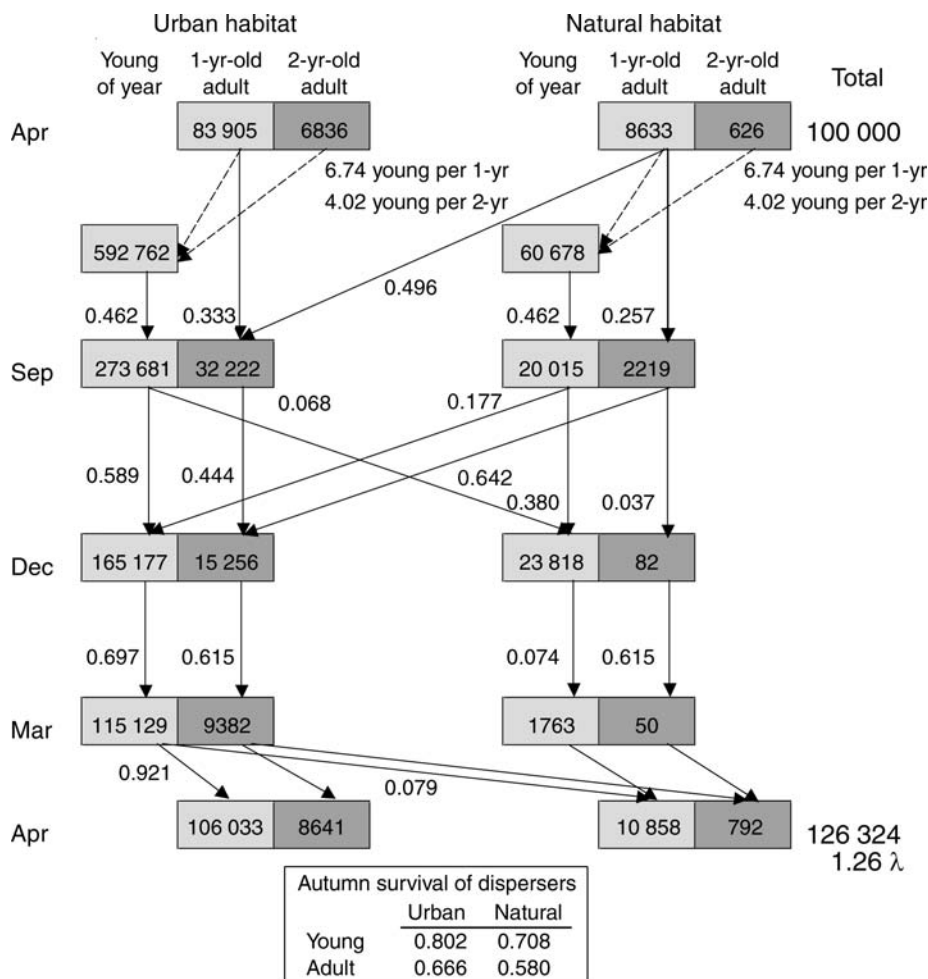 Urban habitat Natural habitat
Young of year 1-yr-old adult 2-yr-old adult Young of year 1-yr-old adult 2-yr-old adult Total
Apr 83 905 6836 8633 626 100 000
6.74 young per 1-yr 6.74 young per 1-yr
4.02 young per 2-yr 4.02 young per 2-yr
592 762 60 678
0.496
0.462 0.333 0.462 0.257
Sep 273 681 32 222 20 015 2219
0.068 0.177
0.589 0.444 0.642 0.380 0.037
Dec 165 177 15 256 23 818 82
0.697 0.615 0.074 0.615
Mar 115 129 9382 1763 50
0.921 0.079
Apr 106 033 8641 10 858 792 126 324
1.26 λ
Autumn survival of dispersers
Urban Natural
Young 0.802 0.708
Adult 0.666 0.580